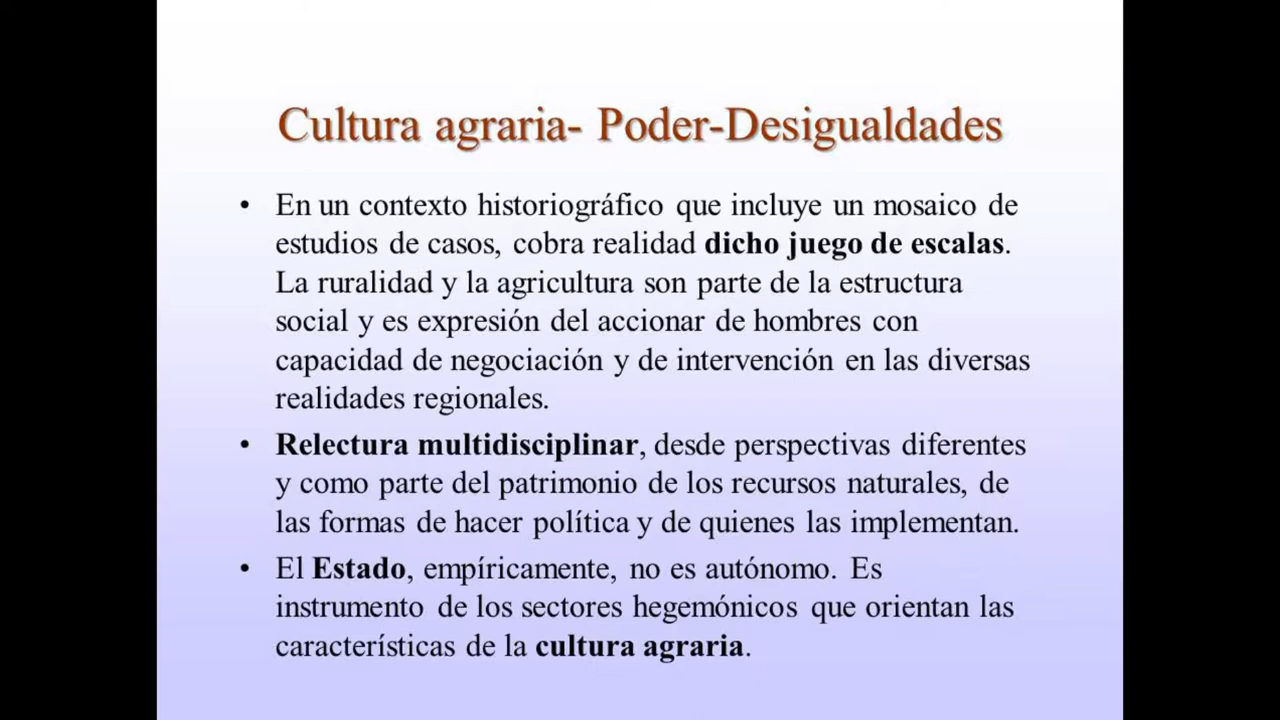 Cultura agraria- Poder-Desigualdades
• En un contexto historiográfico que incluye un mosaico de
estudios de casos, cobra realidad dicho juego de escalas.
La ruralidad y la agricultura son parte de la estructura
social y es expresión del accionar de hombres con
capacidad de negociación y de intervención en las diversas
realidades regionales.
• Relectura multidisciplinar, desde perspectivas diferentes
y como parte del patrimonio de los recursos naturales, de
las formas de hacer política y de quienes las implementan.
• El Estado, empíricamente, no es autónomo. Es
instrumento de los sectores hegemónicos que orientan las
características de la cultura agraria.